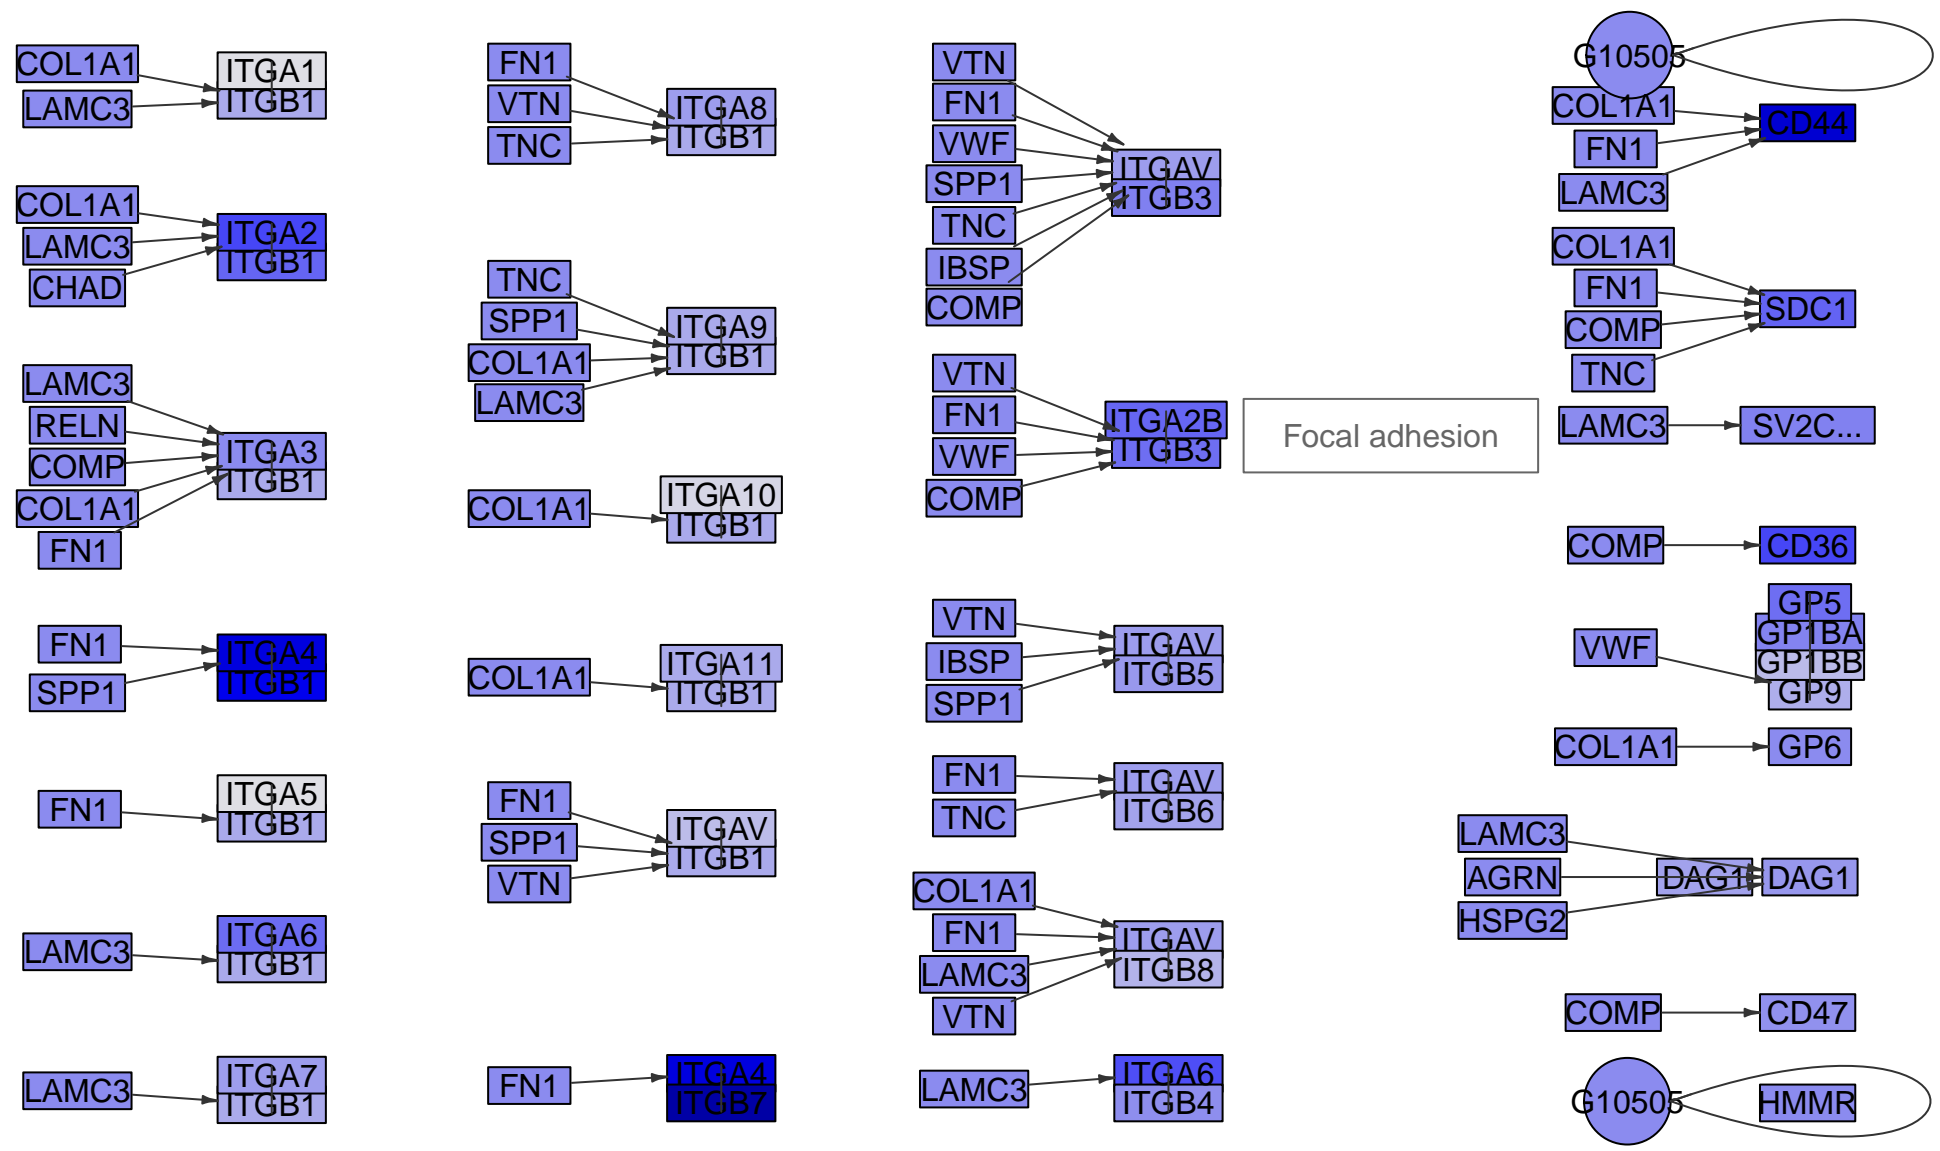 COL1A1
LAMC3
ITGA1
ITGB1
COL1A1
LAMC3
CHAD
ITGA2
ITGB1
LAMC3
RELN
COMP
COL1A1
FN1
ITGA3
ITGB1
FN1
SPP1
ITGA4
ITGB1
FN1
ITGA5
ITGB1
LAMC3
ITGA6
ITGB1
LAMC3
ITGA7
ITGB1
FN1
VTN
TNC
ITGA8
ITGB1
TNC
SPP1
COL1A1
LAMC3
ITGA9
ITGB1
COL1A1
ITGA10
ITGB1
COL1A1
ITGA11
ITGB1
FN1
SPP1
VTN
ITGAV
ITGB1
FN1
ITGA4
ITGB7
VTN
FN1
VWF
SPP1
TNC
IBSP
COMP
ITGAV
ITGB3
VTN
FN1
VWF
COMP
ITGA2B
ITGB3
Focal adhesion
VTN
IBSP
SPP1
ITGAV
ITGB5
FN1
TNC
ITGAV
ITGB6
COL1A1
FN1
LAMC3
VTN
ITGAV
ITGB8
LAMC3
ITGA6
ITGB4
G10505
COL1A1
FN1
LAMC3
CD44
COL1A1
FN1
COMP
TNC
SDC1
LAMC3
SV2C...
COMP
CD36
VWF
GP5
GP1BA
GP1BB
GP9
COL1A1
GP6
LAMC3
AGRN
HSPG2
DAG1
DAG1
COMP
CD47
G10505
HMMR